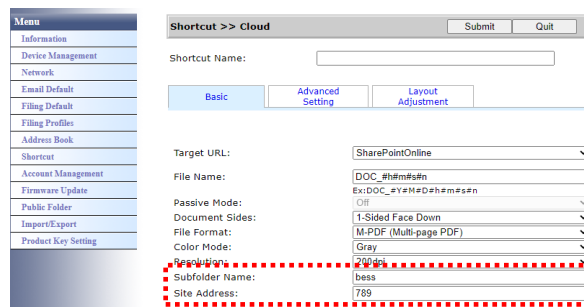 Menu
Information
Device Management
Network
Email Default
Filing Default
Filing Profiles
Address Book
Shortcut
Account Management
Firmware Update
Public Folder
Import/Export
Product Key Setting
Shortcut >> Cloud Submit Quit
Shortcut Name:
Basic Advanced Setting Layout Adjustment
Target URL: SharePointOnline
File Name: DOC_#h#m#s#n
Ex:DOC_#Y#M#D#h#m#s#n
Passive Mode: Off
Document Sides: 1-Sided Face Down
File Format: M-PDF (Multi-page PDF)
Color Mode: Gray
Resolution: 200dpi
Subfolder Name: bess
Site Address: 789